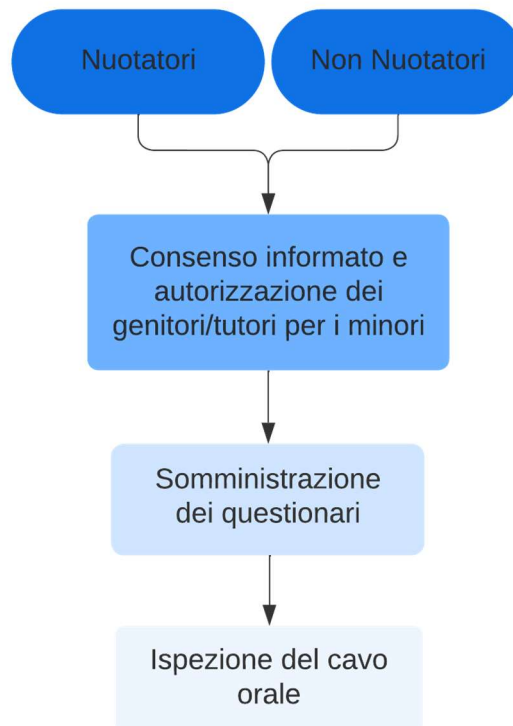 Nuotatori
Non Nuotatori
Consenso informato e
autorizzazione dei
genitori/tutori per i minori
Somministrazione
dei questionari
Ispezione del cavo
orale